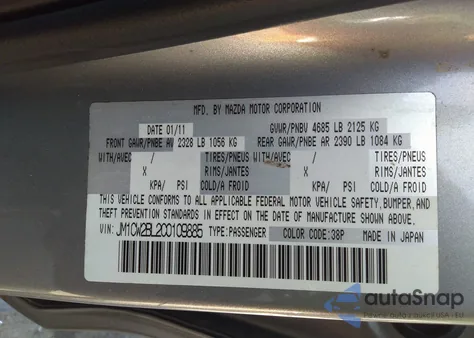 MFD. BY MAZDA MOTOR CORPORATION
DATE 01/11 GVWR/PNBV 4685 LB 2125 KG
FRONT GAWR/PNBE AV 2328 LB 1056 KG REAR GAWR/PNBE AR 2390 LB 1084 KG
WITH/AVEC / TIRES/PNEUS WITH/AVEC / TIRES/PNEUS
X RIMS/JANTES X RIMS/JANTES
KPA/ PSI COLD/A FROID KPA/ PSI COLD/A FROID
THIS VEHICLE CONFORMS TO ALL APPLICABLE FEDERAL MOTOR VEHICLE SAFETY, BUMPER, AND
THEFT PREVENTION STANDARDS IN EFFECT ON THE DATE OF MANUFACTURE SHOWN ABOVE.
VIN: JM1CW2BL2C0109885 TYPE:PASSENGER COLOR CODE:38P MADE IN JAPAN
autoSnap